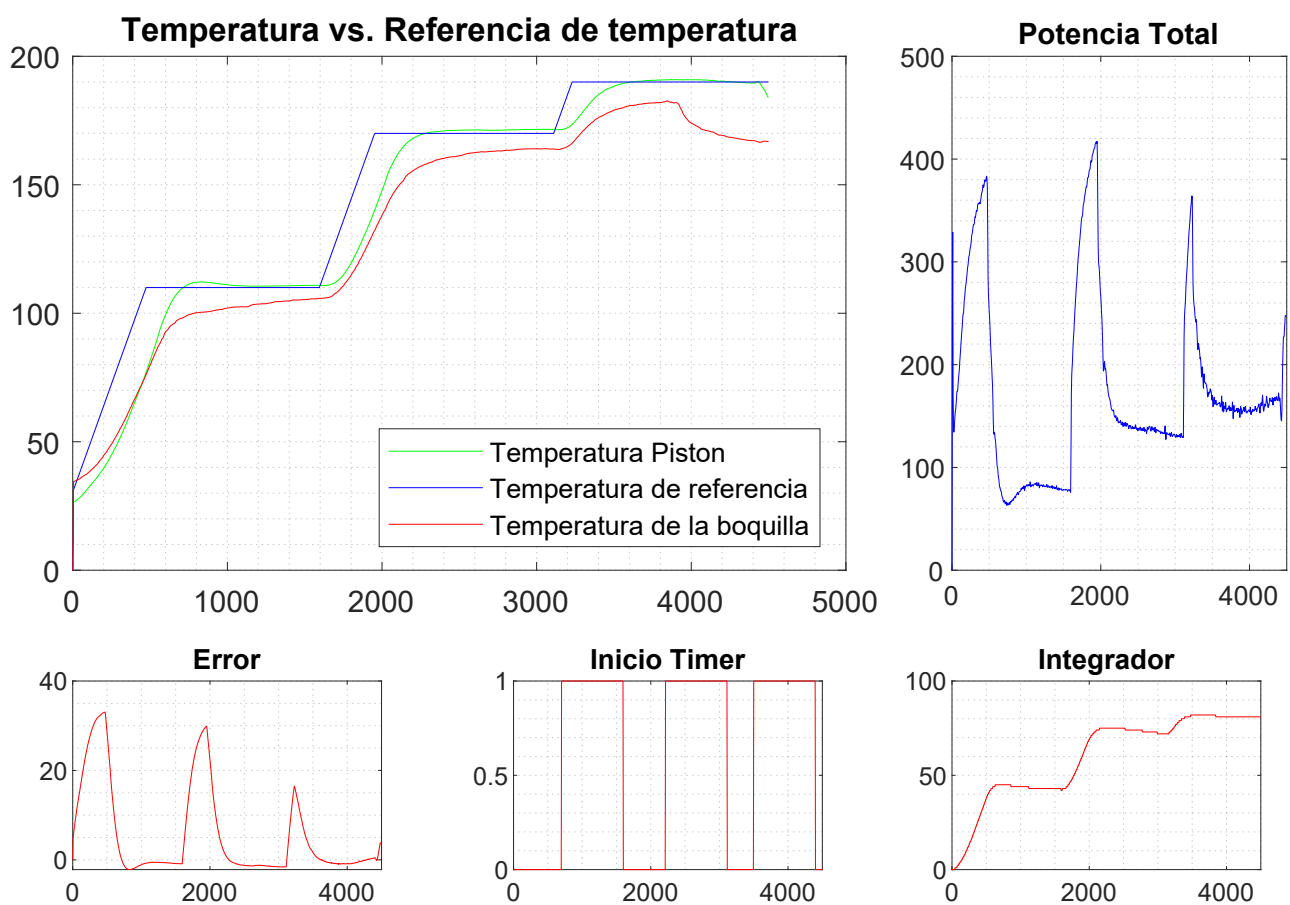 Temperatura vs. Referencia de temperatura
200
150
100
50
0
0 1000 2000 3000 4000 5000
Temperatura Piston
Temperatura de referencia
Temperatura de la boquilla
Potencia Total
500
400
300
200
100
0
0 2000 4000
Error
40
20
0
0 2000 4000
Inicio Timer
1
0.5
0
0 2000 4000
Integrador
100
50
0
0 2000 4000